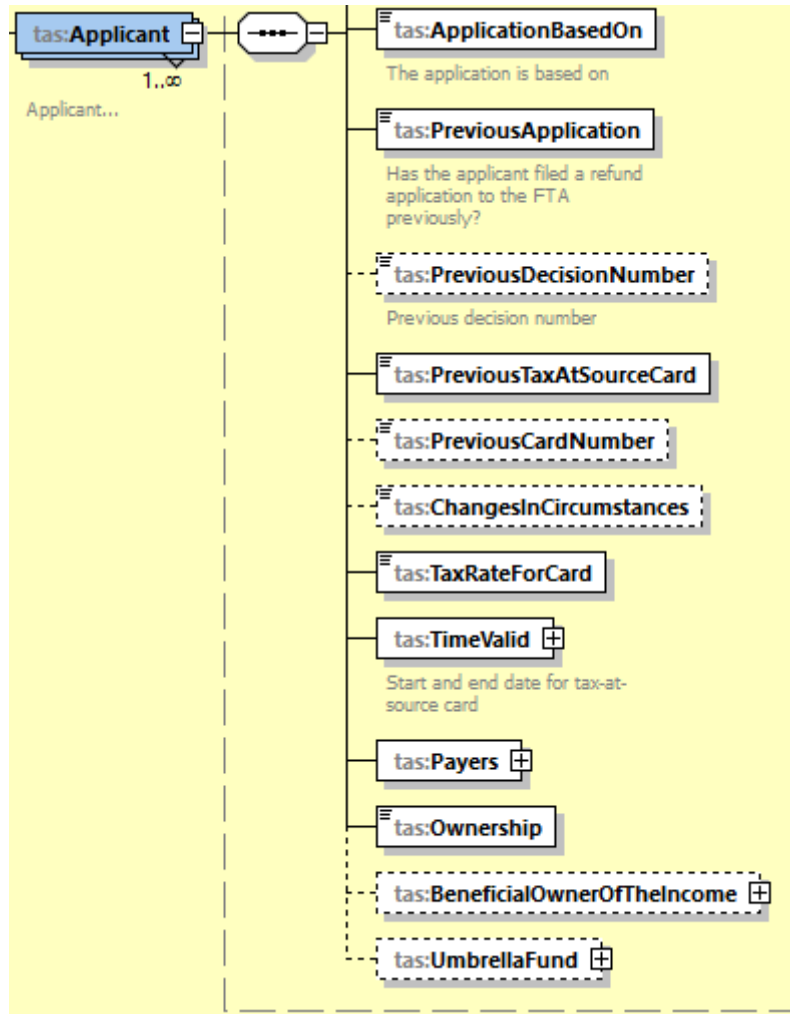 tas:Applicant
1..∞
Applicant...
tas:ApplicationBasedOn
The application is based on
tas:PreviousApplication
Has the applicant filed a refund
application to the FTA
previously?
tas:PreviousDecisionNumber
Previous decision number
tas:PreviousTaxAtSourceCard
tas:PreviousCardNumber
tas:ChangesInCircumstances
tas:TaxRateForCard
tas:TimeValid
Start and end date for tax-at-
source card
tas:Payers
tas:Ownership
tas:BeneficialOwnerOfTheIncome
tas:UmbrellaFund